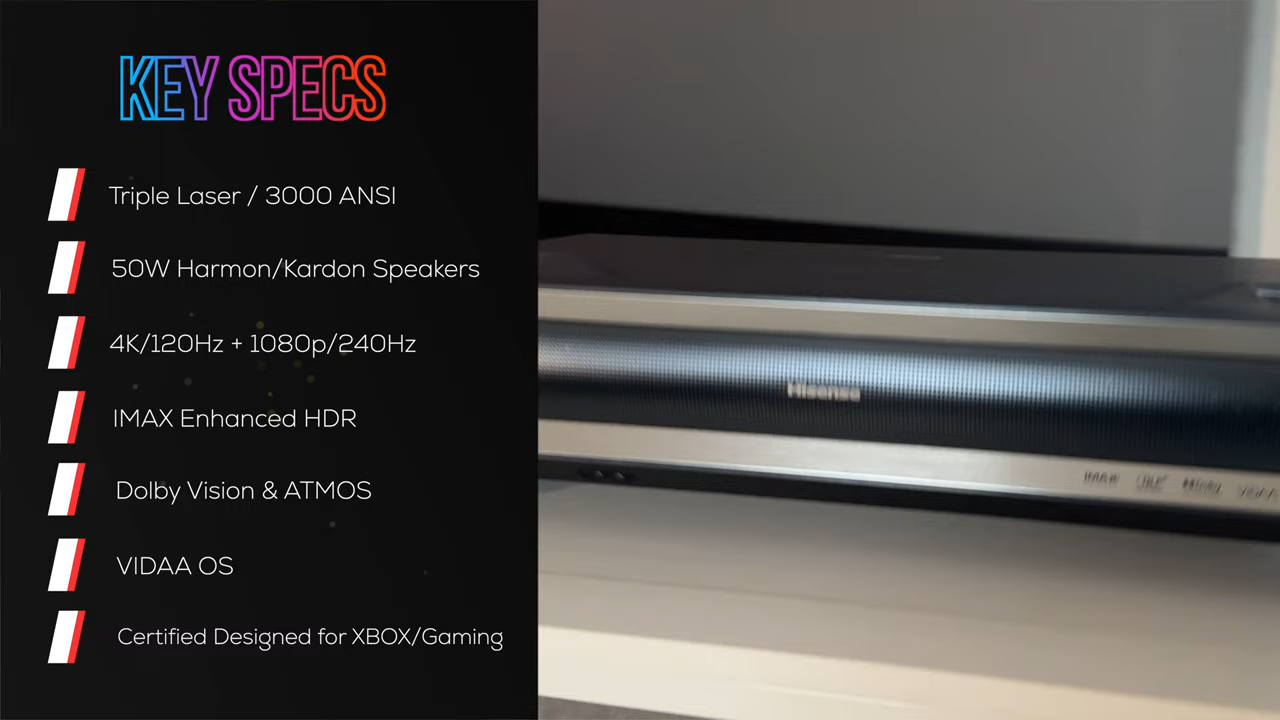 KEY SPECS
Triple Laser / 3000 ANSI
50W Harmon/Kardon Speakers
4K/120Hz + 1080p/240Hz
IMAX Enhanced HDR
Dolby Vision & ATMOS
VIDAA OS
Certified Designed for XBOX/Gaming
Hisense
IMAX